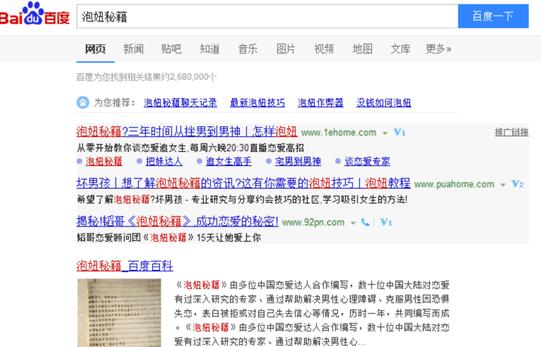 Bai du 百度 泡妞秘籍 百度一下
网页 新闻 贴吧 知道 音乐 图片 视频 地图 文库 更多»
百度为您找到相关结果约2,680,000个
为您推荐： 泡妞秘籍聊天记录 最新泡妞技巧 泡妞作弊器 没钱如何泡妞
泡妞秘籍?三年时间从挫男到男神丨怎样泡妞 www.1ehome.com V1 推广链接
从零开始教你谈恋爱追女生,每周六晚20:30直播恋爱高招
泡妞秘籍 把妹达人 追女生高手 宅男到男神 谈恋爱专家
坏男孩丨想了解泡妞秘籍的资讯?这有你需要的泡妞技巧丨泡妞教程 www.puahome.com V2
希望了解泡妞秘籍?坏男孩 - 专业研究与分享约会技巧的社区,学习吸引女生的方法!
揭秘!韬哥《泡妞秘籍》,成功恋爱的秘密! www.92pn.com V1
韬哥恋爱顾问团《泡妞秘籍》15天让她爱上你
泡妞秘籍_百度百科
《泡妞秘籍》由多位中国恋爱达人合作编写，数十位中国大陆对恋爱
有过深入研究的专家、通过帮助解决男性心理障碍、克服男性因恐惧
失恋，表白被拒或对自己失去信心等情况，历时一年，共同编写而成
。《泡妞秘籍》由多位中国恋爱达人合作编写，数十位中国大陆对恋
爱有过深入研究的专家、通过帮助解决男性心...